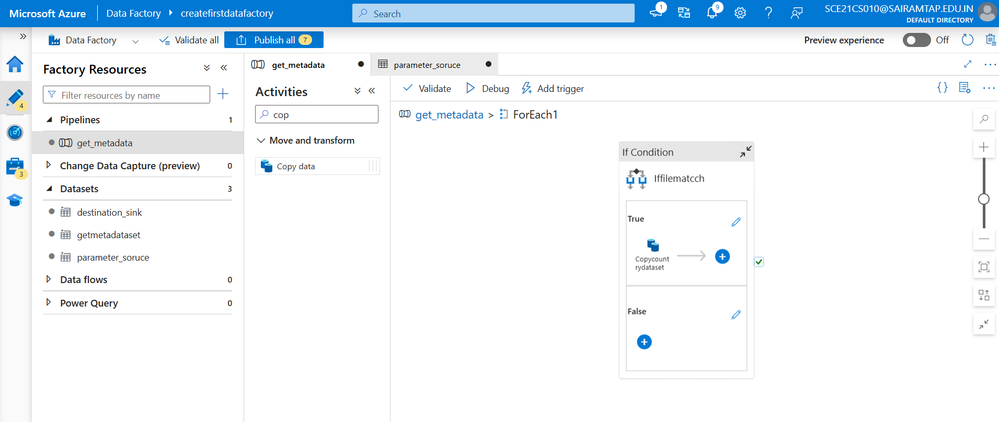 Microsoft Azure
Data Factory
createfirstdatafactory
Search
1
9
SCE21CS010@SAIRAMTAP.EDU.IN
DEFAULT DIRECTORY
Data Factory
Validate all
Publish all
7
Preview experience
Off
4
3
Factory Resources
Filter resources by name
Pipelines
1
get_metadata
Change Data Capture (preview)
0
Datasets
3
destination_sink
getmetadataset
parameter_soruce
Data flows
0
Power Query
0
get_metadata
parameter_soruce
Activities
cop
Move and transform
Copy data
Validate
Debug
Add trigger
get_metadata > ForEach1
If Condition
Iffilematcch
True
Copycount
rydataset
False